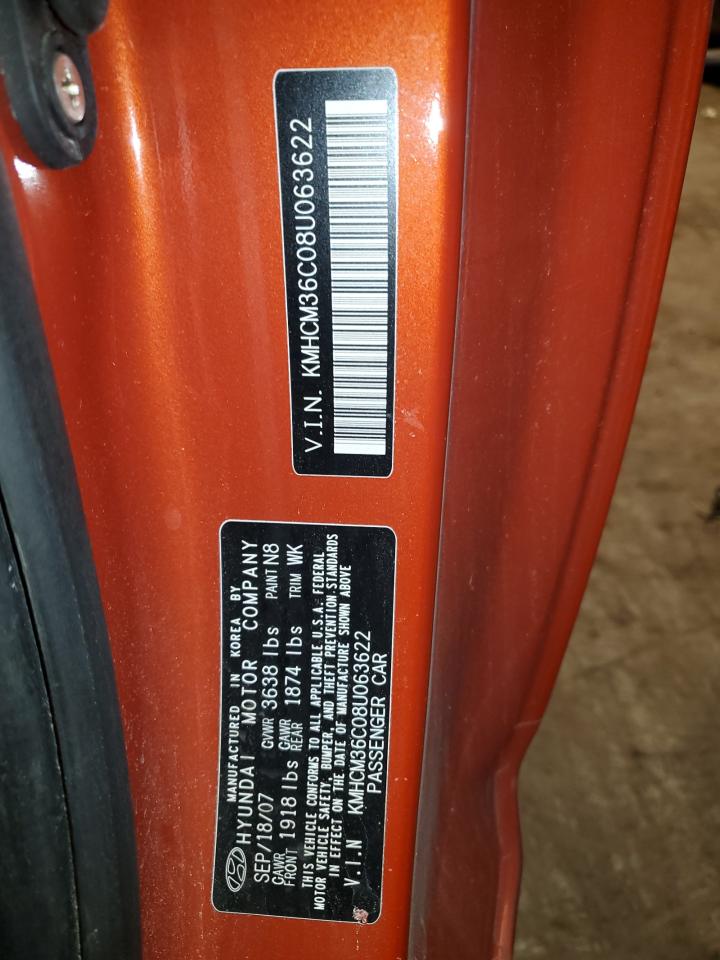 V.I.N. KMHCM36C08U063622
MANUFACTURED IN KOREA BY
HYUNDAI MOTOR COMPANY
SEP/18/07 GVWR 3638 lbs PAINT N8
GAWR FRONT 1918 lbs GAWR REAR 1874 lbs TRIM WK
THIS VEHICLE CONFORMS TO ALL APPLICABLE U.S.A. FEDERAL
MOTOR VEHICLE SAFETY, BUMPER, AND THEFT PREVENTION STANDARDS
IN EFFECT ON THE DATE OF MANUFACTURE SHOWN ABOVE
V.I.N KMHCM36C08U063622
PASSENGER CAR